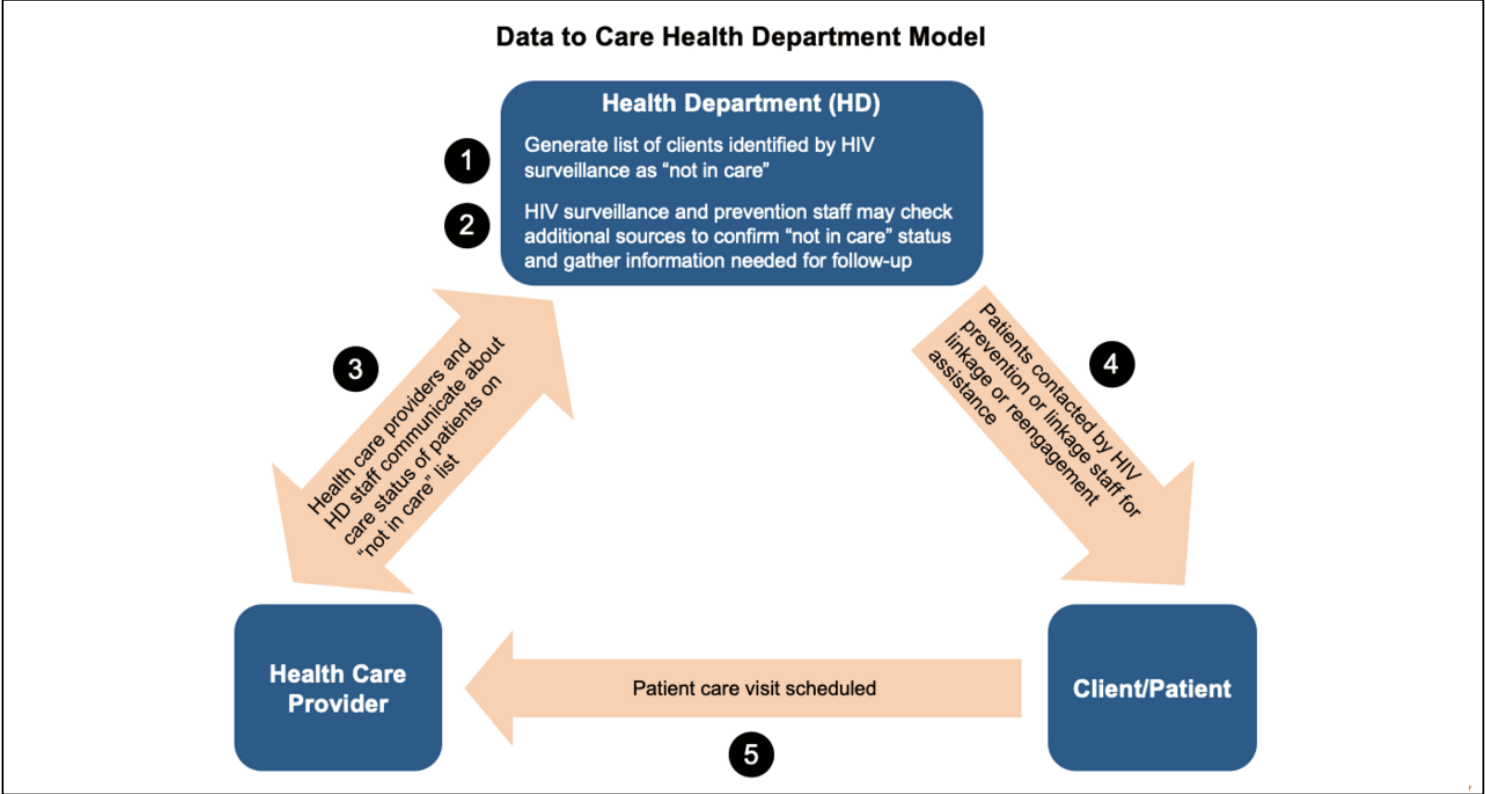 Data to Care Health Department Model
Health Department (HD)
1
Generate list of clients identified by HIV
surveillance as “not in care”
2
HIV surveillance and prevention staff may check
additional sources to confirm “not in care” status
and gather information needed for follow-up
3
Health care providers and
HD staff communicate about
care status of patients on
“not in care” list
4
Patients contacted by HIV
prevention or linkage staff for
linkage or reengagement
assistance
Health Care
Provider
Patient care visit scheduled
5
Client/Patient